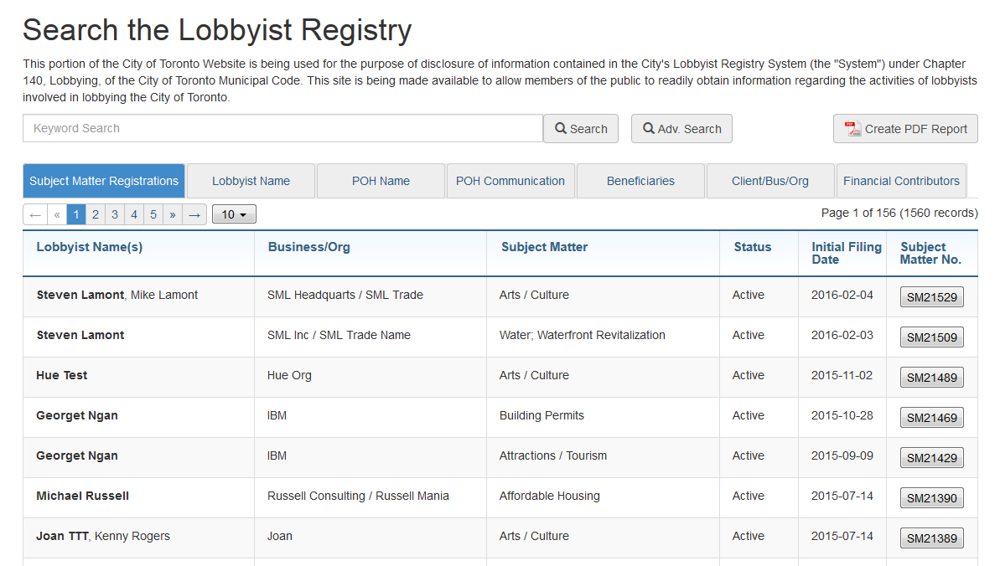 Search the Lobbyist Registry
This portion of the City of Toronto Website is being used for the purpose of disclosure of information contained in the City's Lobbyist Registry System (the "System") under Chapter
140, Lobbying, of the City of Toronto Municipal Code. This site is being made available to allow members of the public to readily obtain information regarding the activities of lobbyists
involved in lobbying the City of Toronto.
Keyword Search Search Adv. Search Create PDF Report
Subject Matter Registrations Lobbyist Name POH Name POH Communication Beneficiaries Client/Bus/Org Financial Contributors
← « 1 2 3 4 5 » → 10 Page 1 of 156 (1560 records)
Lobbyist Name(s) Business/Org Subject Matter Status Initial Filing Subject
Date Matter No.
Steven Lamont, Mike Lamont SML Headquarts / SML Trade Arts / Culture Active 2016-02-04 SM21529
Steven Lamont SML Inc / SML Trade Name Water; Waterfront Revitalization Active 2016-02-03 SM21509
Hue Test Hue Org Arts / Culture Active 2015-11-02 SM21489
Georget Ngan IBM Building Permits Active 2015-10-28 SM21469
Georget Ngan IBM Attractions / Tourism Active 2015-09-09 SM21429
Michael Russell Russell Consulting / Russell Mania Affordable Housing Active 2015-07-14 SM21390
Joan TTT, Kenny Rogers Joan Arts / Culture Active 2015-07-14 SM21389